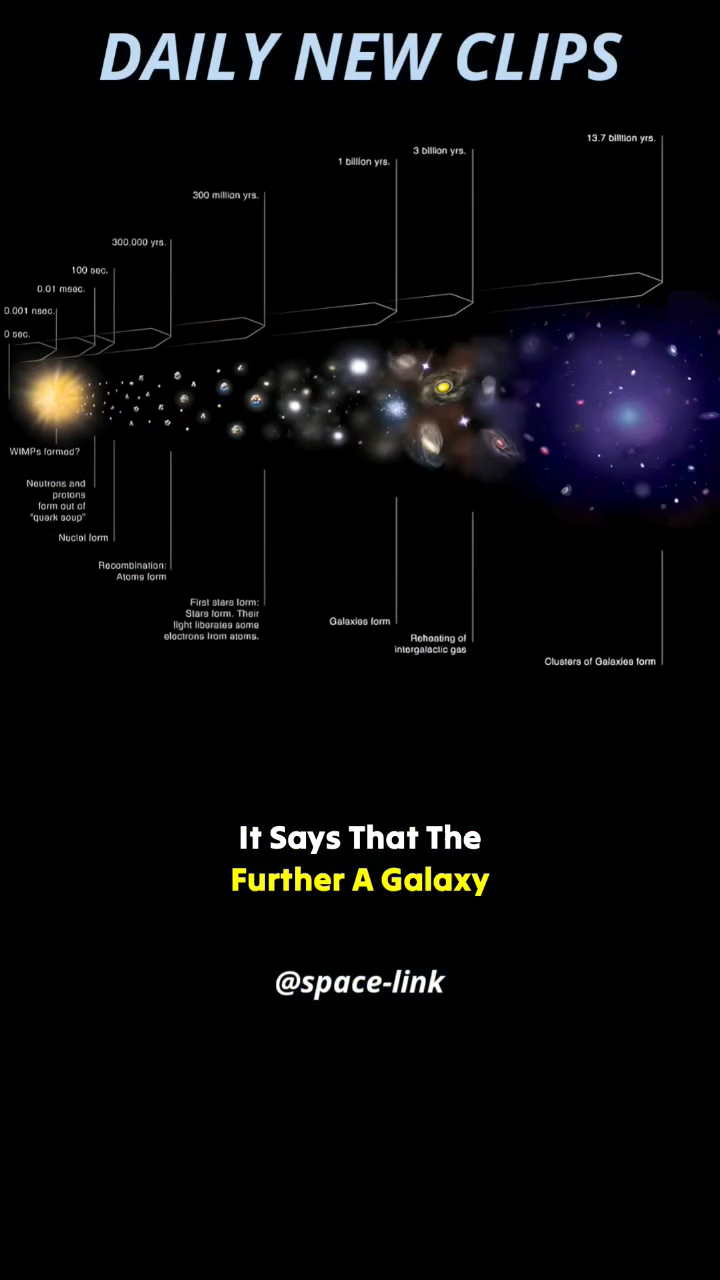 DAILY NEW CLIPS
13.7 billion yrs.
3 billion yrs.
1 billion yrs.
300 million yrs.
300,000 yrs.
100 sec.
0.01 msec.
0.001 nsec.
0 sec.
WIMPs formed?
Neutrons and
protons
form out of
"quark soup"
Nuclei form
Recombination:
Atoms form
First stars form:
Stars form. Their
light liberates some
electrons from atoms.
Galaxies form
Reheating of
intergalactic gas
Clusters of Galaxies form
It Says That The
Further A Galaxy
@space-link